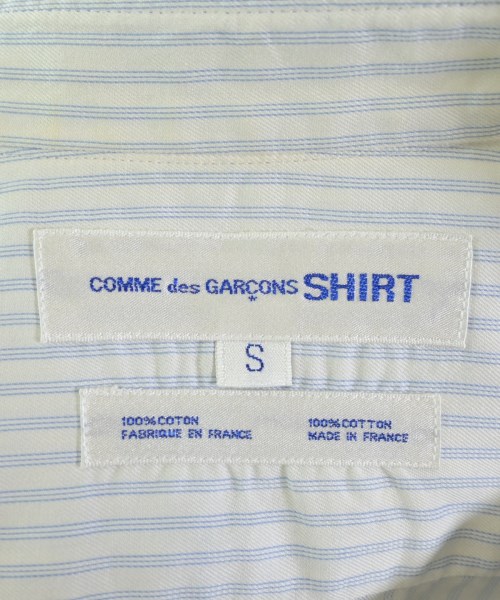 COMME des GARÇONS SHIRT
S
100% COTON
FABRIQUE EN FRANCE
100% COTTON
MADE IN FRANCE